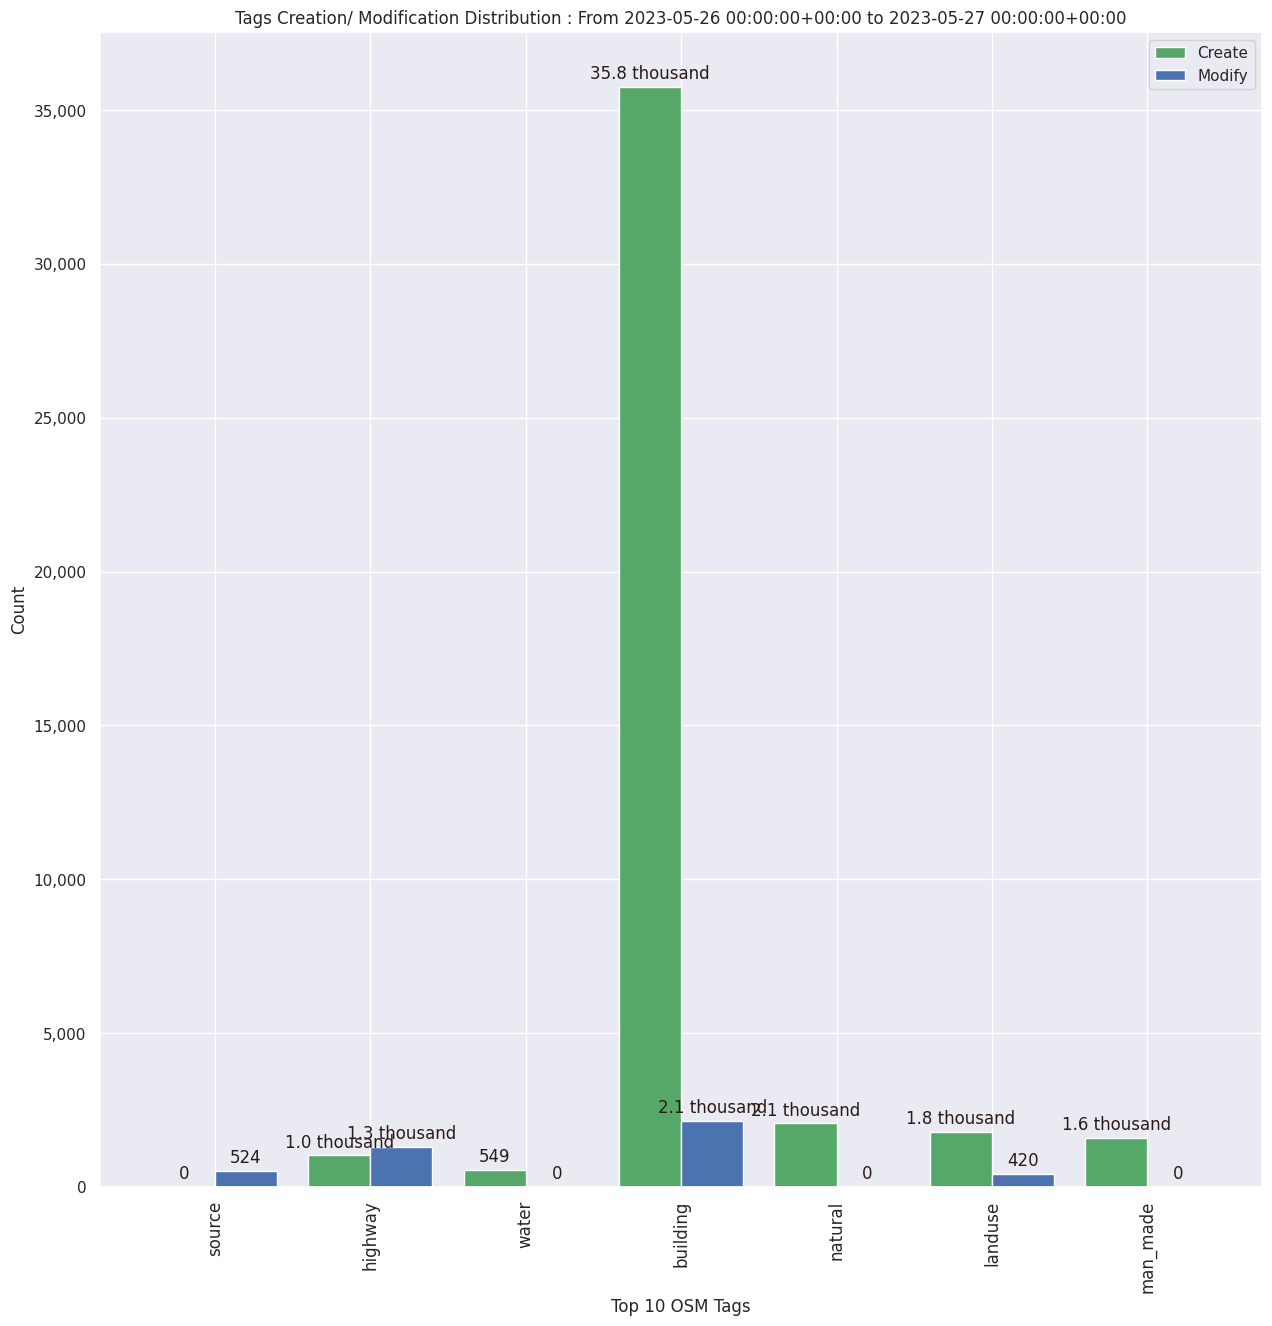 Tags Creation/ Modification Distribution : From 2023-05-26 00:00:00+00:00 to 2023-05-27 00:00:00+00:00
Create
Modify
35,000
30,000
25,000
20,000
15,000
10,000
5,000
0
Count
0
524
1.0 thousand
1.3 thousand
549
0
35.8 thousand
2.1 thousand
2.1 thousand
0
1.8 thousand
420
1.6 thousand
0
source
highway
water
building
natural
landuse
man_made
Top 10 OSM Tags